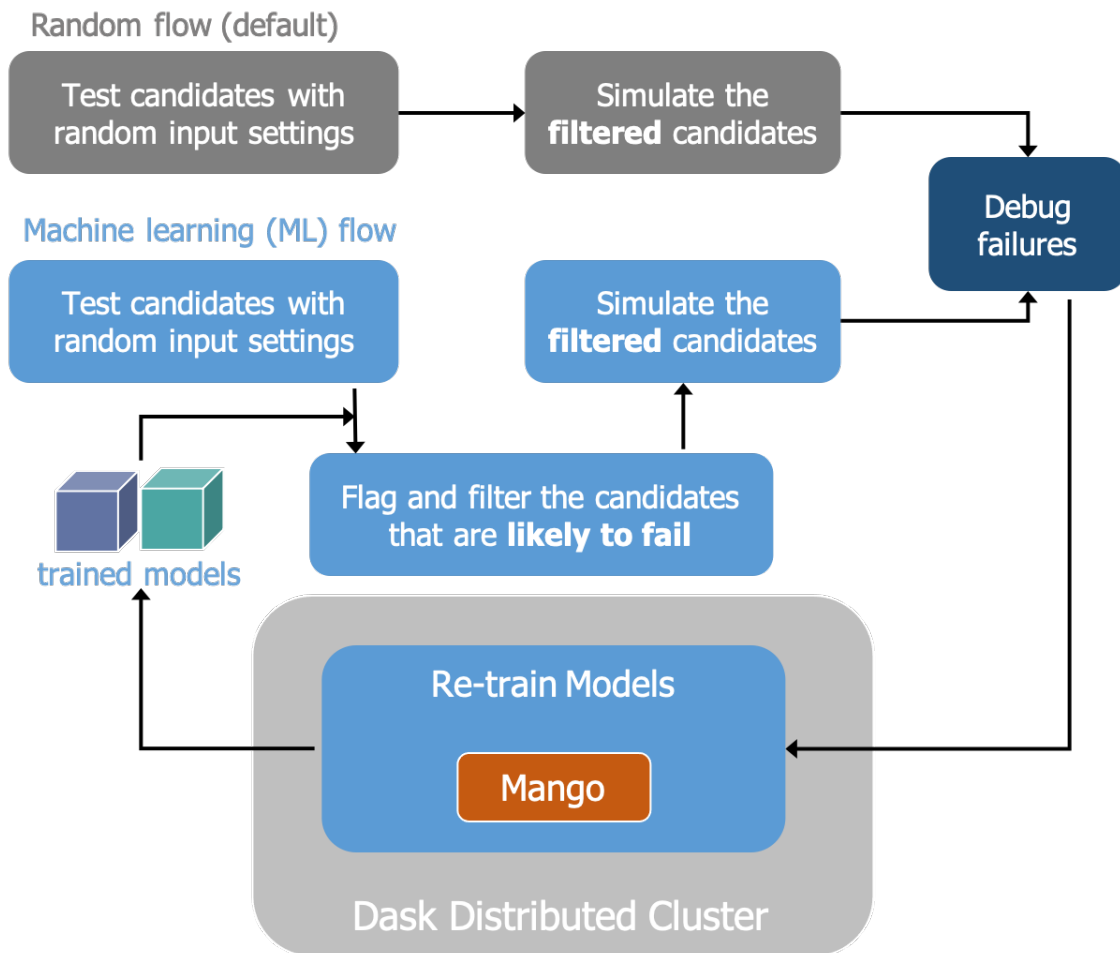 Random flow (default)
Test candidates with
random input settings
Simulate the
filtered candidates
Debug
failures
Machine learning (ML) flow
Test candidates with
random input settings
Simulate the
filtered candidates
Flag and filter the candidates
that are likely to fail
trained models
Re-train Models
Mango
Dask Distributed Cluster